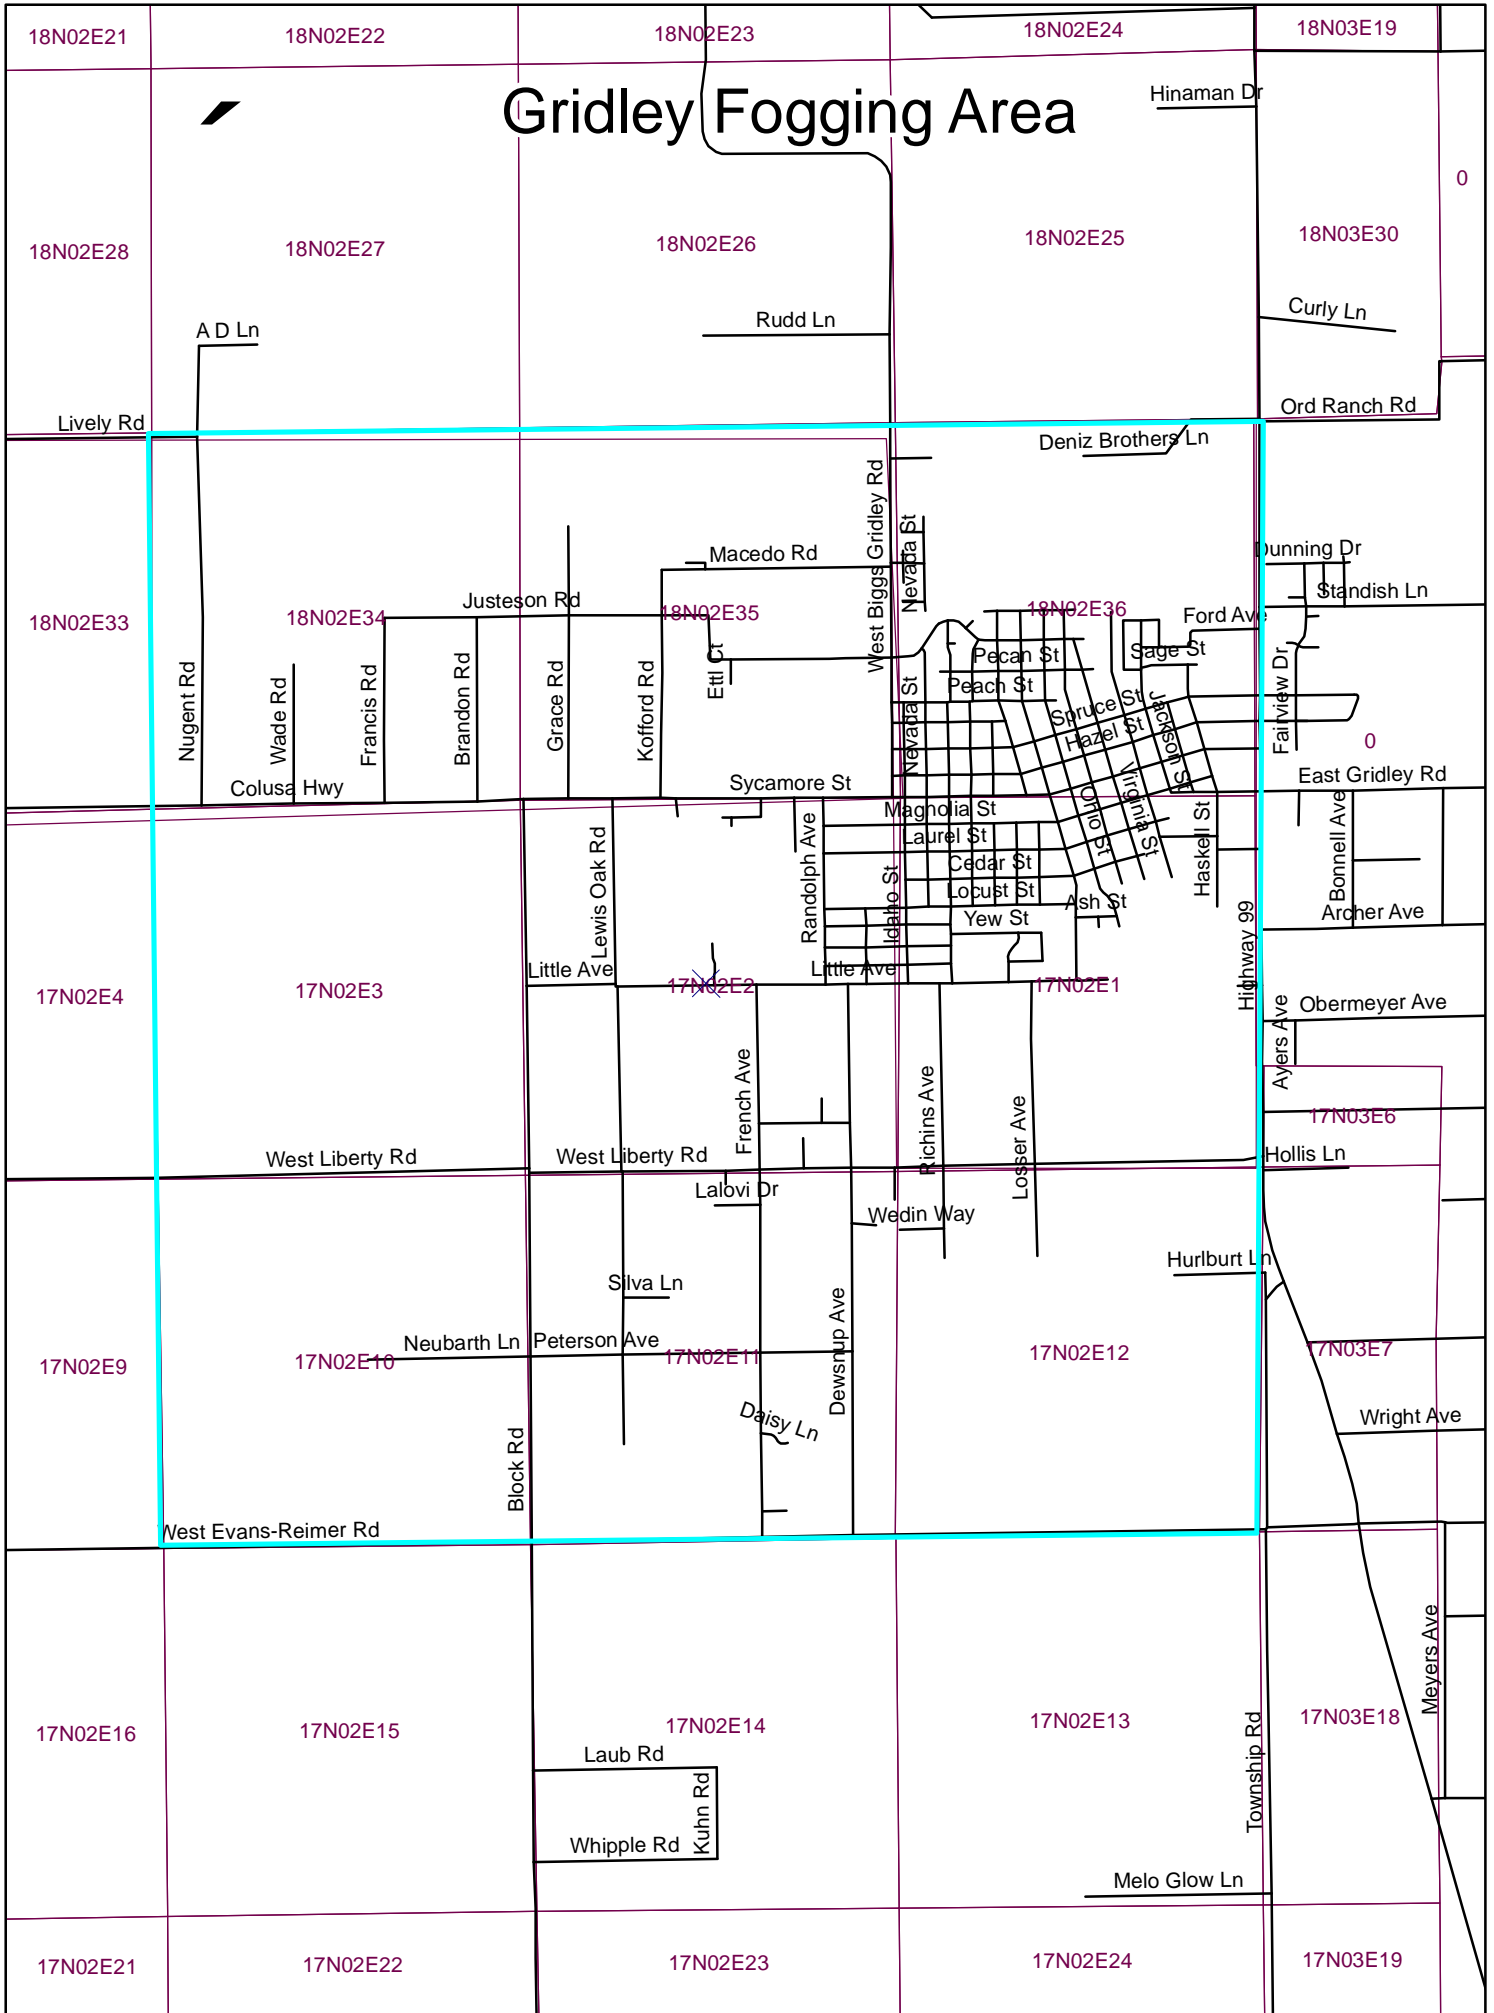 18N02E21
18N02E22
18N02E23
18N02E24
18N03E19
Gridley Fogging Area
Hinaman Dr
0
18N02E28
18N02E27
18N02E26
18N02E25
18N03E30
A D Ln
Rudd Ln
Curly Ln
Lively Rd
Ord Ranch Rd
Deniz Brothers Ln
West Biggs Gridley Rd
Nevada St
Macedo Rd
Dunning Dr
Standish Ln
18N02E33
18N02E34
Justeson Rd
18N02E35
18N02E36
Ford Ave
Nugent Rd
Wade Rd
Francis Rd
Brandon Rd
Grace Rd
Kofford Rd
Ettl Ct
Pecan St
Sage St
Peach St
Nevada St
Spruce St
Hazel St
Jackson St
Fairview Dr
0
Colusa Hwy
Sycamore St
East Gridley Rd
Magnolia St
Laurel St
Cedar St
Locust St
Ohio St
Virginia St
Haskell St
Bonnell Ave
Lewis Oak Rd
Randolph Ave
Idaho St
Yew St
Ash St
Archer Ave
Highway 99
Little Ave
Little Ave
17N02E4
17N02E3
17N02E2
17N02E1
Obermeyer Ave
Ayers Ave
French Ave
Richins Ave
Losser Ave
17N03E6
West Liberty Rd
West Liberty Rd
Hollis Ln
Lalovi Dr
Wedin Way
Hurlburt Ln
Silva Ln
Dewsnup Ave
Neubarth Ln
Peterson Ave
17N02E9
17N02E10
17N02E11
17N02E12
17N03E7
Daisy Ln
Wright Ave
Block Rd
West Evans-Reimer Rd
Meyers Ave
17N02E16
17N02E15
17N02E14
17N02E13
17N03E18
Township Rd
Laub Rd
Kuhn Rd
Whipple Rd
Melo Glow Ln
17N02E21
17N02E22
17N02E23
17N02E24
17N03E19